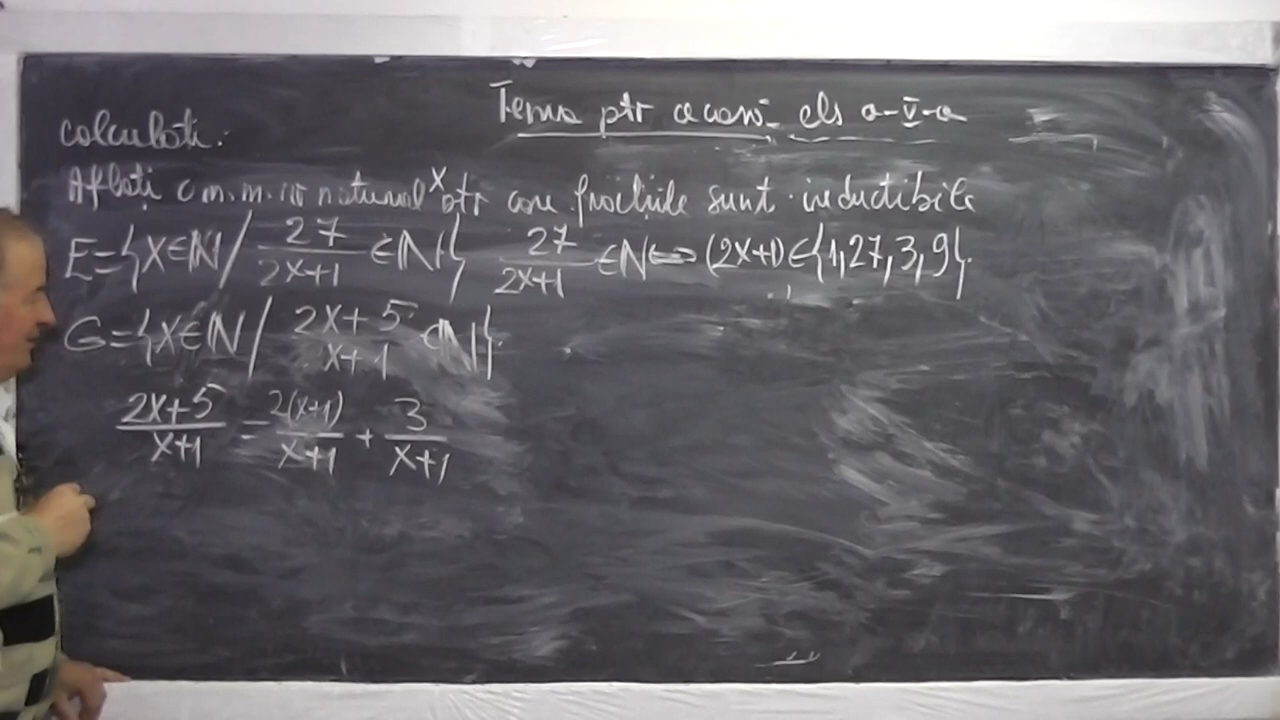 Tema ptr acasă cls a-V-a
calculati:
Aflați c m.m. nr natural x ptr care fracțiile sunt ireductibile
E={x∈ℕ/ 27/(2x+1) ∈ℕ} 27/(2x+1) ∈ℕ ⇔ (2x+1)∈{1,27,3,9}.
G={x∈ℕ/ (2x+5)/(x+1) ∈ℕ}.
(2x+5)/(x+1) = 2(x+1)/(x+1) + 3/(x+1)